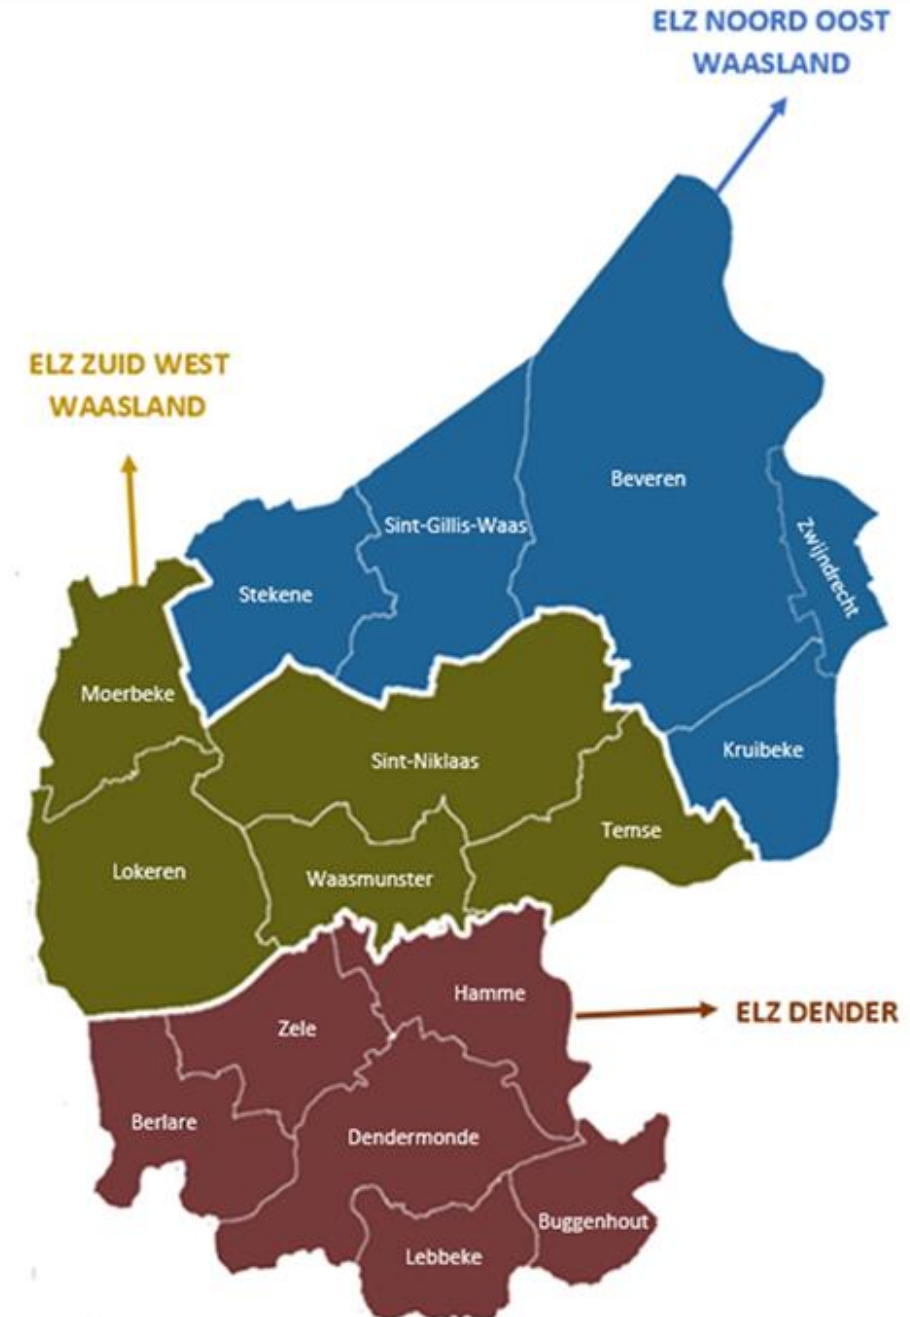 ELZ NOORD OOST
WAASLAND
ELZ ZUID WEST
WAASLAND
Beveren
Sint-Gillis-Waas
Zwijndrecht
Stekene
Moerbeke
Kruibeke
Sint-Niklaas
Temse
Lokeren
Waasmunster
Hamme
ELZ DENDER
Zele
Berlare
Dendermonde
Buggenhout
Lebbeke